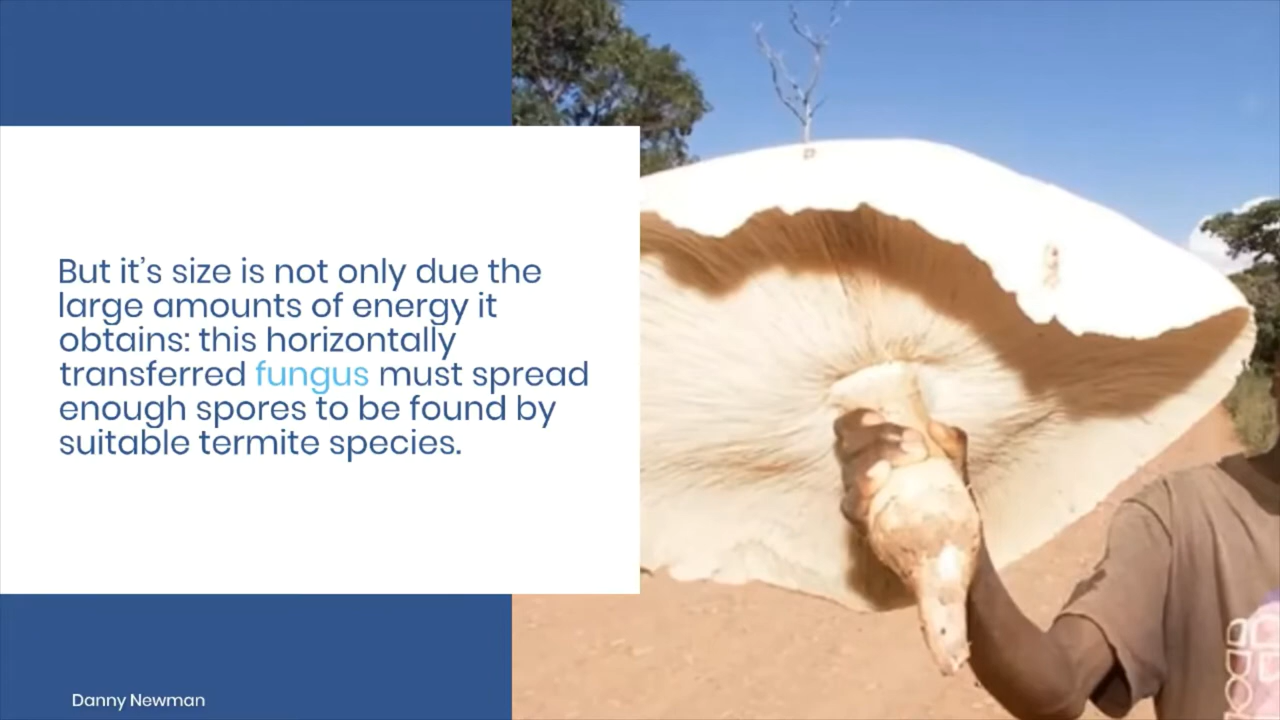 But it's size is not only due the
large amounts of energy it
obtains: this horizontally
transferred fungus must spread
enough spores to be found by
suitable termite species.
Danny Newman